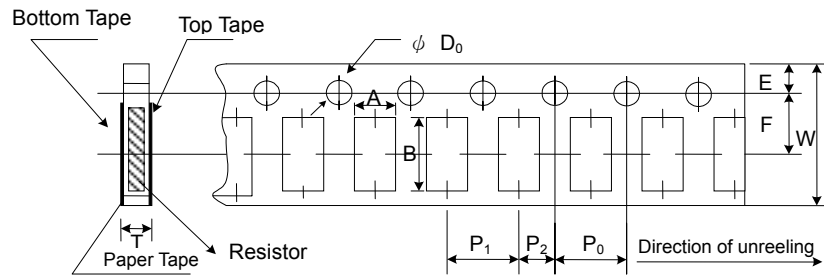 Bottom Tape
Top Tape
ψ D₀
E
A
F
W
B
T
P₁
P₂
P₀
Direction of unreeling
Resistor
Paper Tape